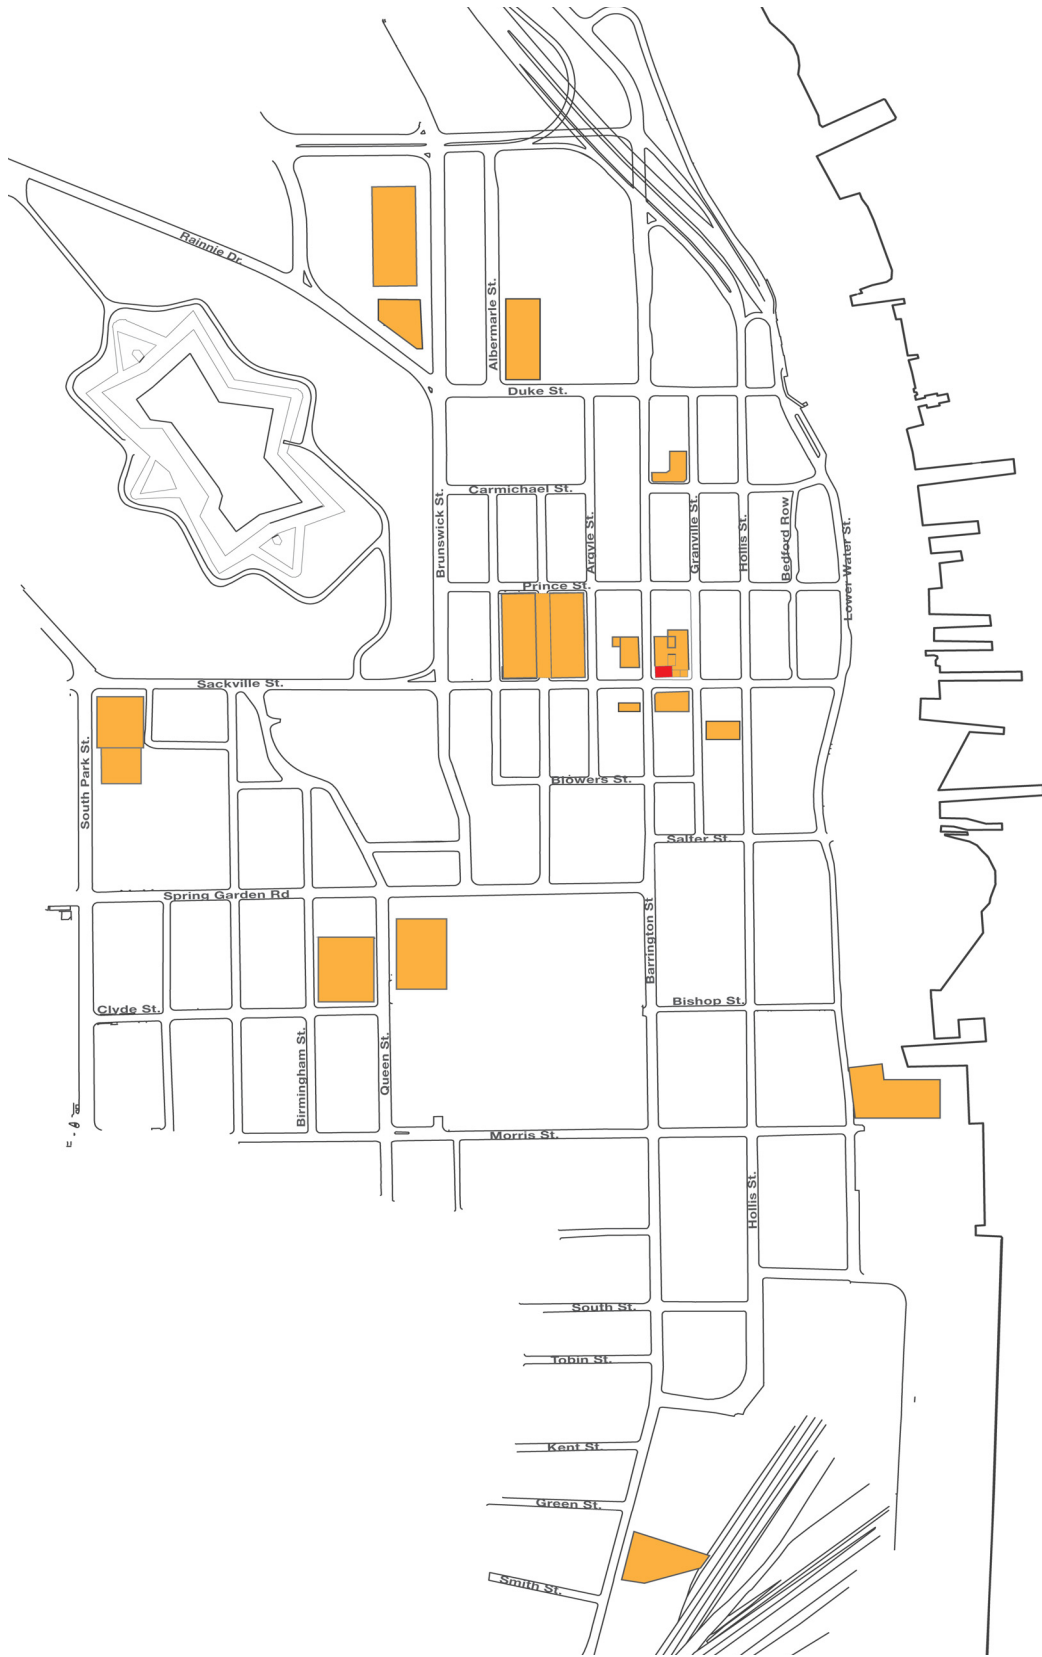 Rainnie Dr.
Albermarle St.
Duke St.
Carmichael St.
Brunswick St.
Argyle St.
Granville St.
Hollis St.
Bedford Row
Lower Water St.
Prince St.
Sackville St.
South Park St.
Blowers St.
Salter St.
Spring Garden Rd
Barrington St
Clyde St.
Bishop St.
Birmingham St.
Queen St.
Morris St.
Hollis St.
South St.
Tobin St.
Kent St.
Green St.
Smith St.